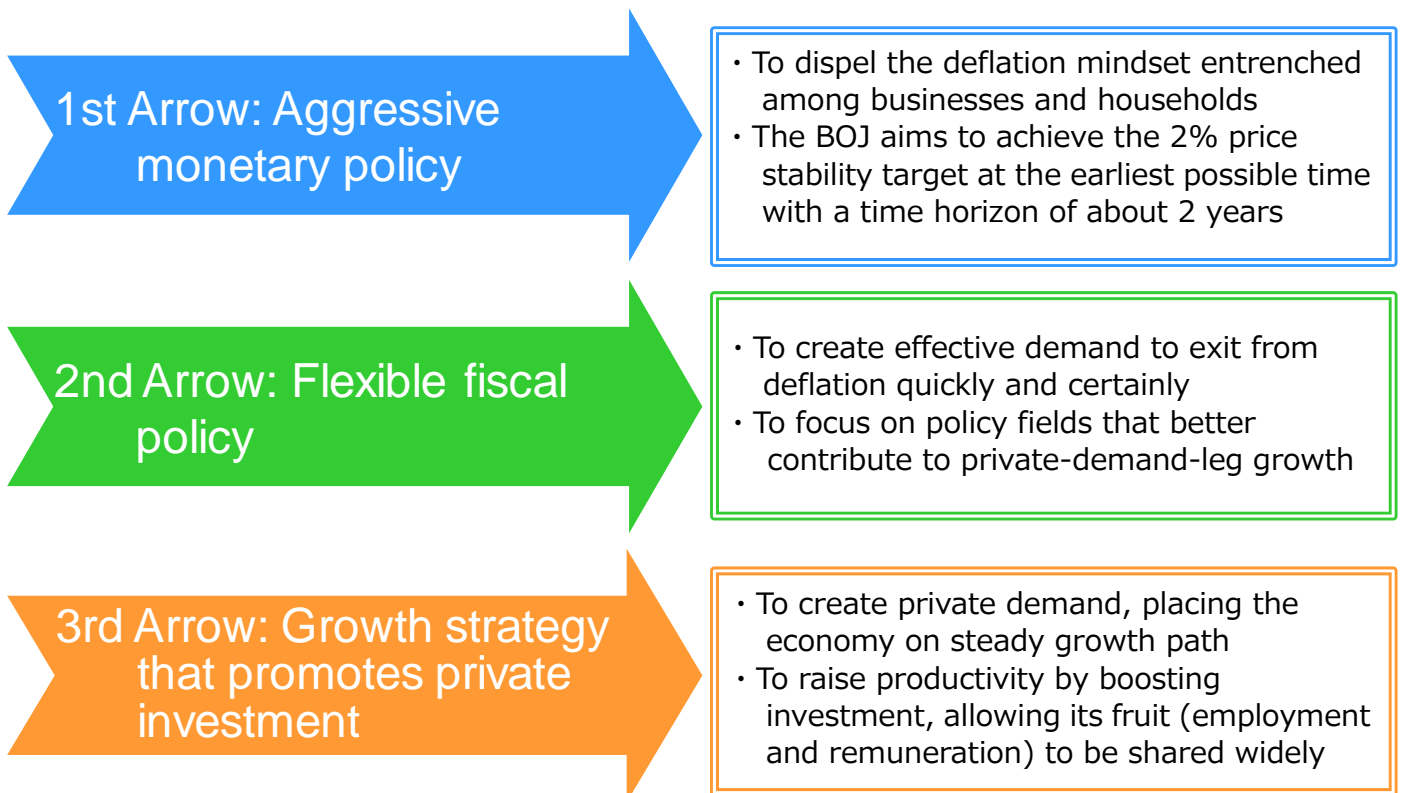 1st Arrow: Aggressive
monetary policy
・To dispel the deflation mindset entrenched
among businesses and households
・The BOJ aims to achieve the 2% price
stability target at the earliest possible time
with a time horizon of about 2 years
2nd Arrow: Flexible fiscal
policy
・To create effective demand to exit from
deflation quickly and certainly
・To focus on policy fields that better
contribute to private-demand-leg growth
3rd Arrow: Growth strategy
that promotes private
investment
・To create private demand, placing the
economy on steady growth path
・To raise productivity by boosting
investment, allowing its fruit (employment
and remuneration) to be shared widely